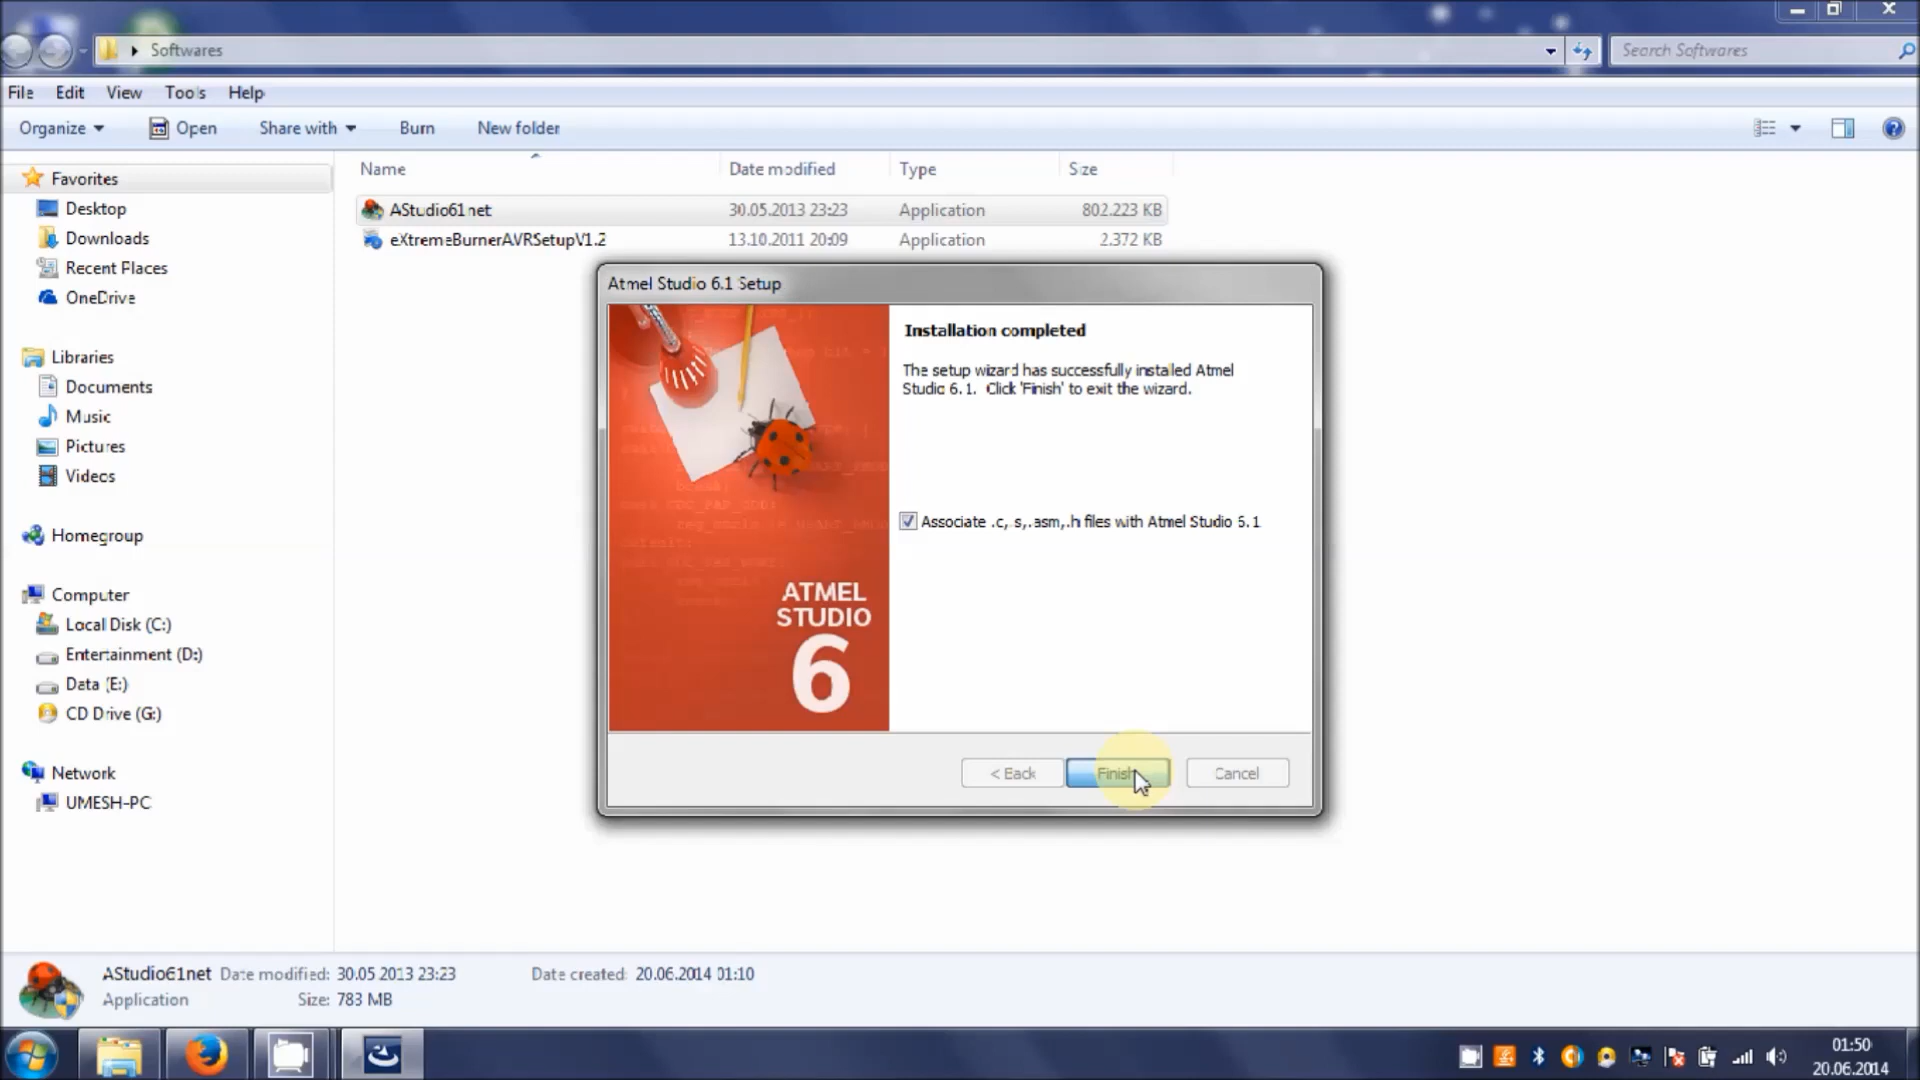 Softwares
Search Softwares
File Edit View Tools Help
Organize Open Share with Burn New folder
Name Date modified Type Size
Favorites
Desktop
Downloads
Recent Places
OneDrive
Libraries
Documents
Music
Pictures
Videos
Homegroup
Computer
Local Disk (C:)
Entertainment (D:)
Data (E:)
CD Drive (G:)
Network
UMESH-PC
AStudio61net 30.05.2013 23:23 Application 802.223 KB
eXtremeBurnerAVRSetupV1.2 13.10.2011 20:09 Application 2.372 KB
Atmel Studio 6.1 Setup
Installation completed
The setup wizard has successfully installed Atmel
Studio 6.1. Click 'Finish' to exit the wizard.
Associate .c,.s,.asm,.h files with Atmel Studio 6.1
ATMEL
STUDIO
6
< Back Finish Cancel
AStudio61net Date modified: 30.05.2013 23:23 Date created: 20.06.2014 01:10
Application Size: 783 MB
01:50
20.06.2014